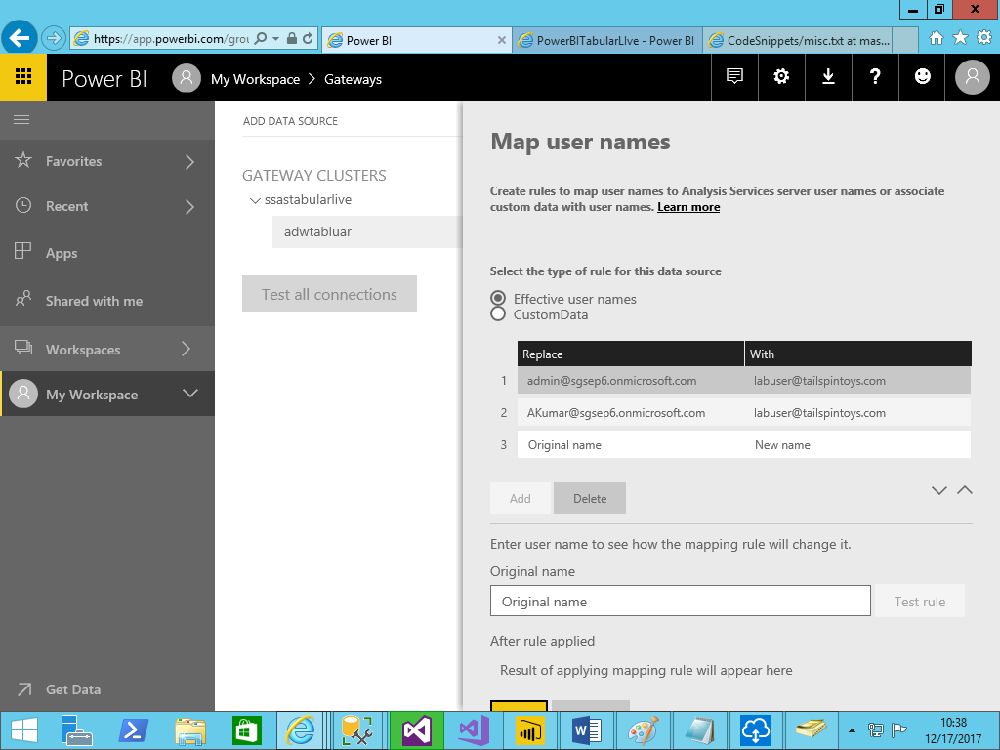 https://app.powerbi.com/grou
Power BI
PowerBITabularLIve - Power BI
CodeSnippets/misc.txt at mas...
Power BI
My Workspace > Gateways
Favorites
Recent
Apps
Shared with me
Workspaces
My Workspace
Get Data
ADD DATA SOURCE
GATEWAY CLUSTERS
ssastabularlive
adwtabluar
Test all connections
Map user names
Create rules to map user names to Analysis Services server user names or associate
custom data with user names. Learn more
Select the type of rule for this data source
Effective user names
CustomData
Replace With
1 admin@sgsep6.onmicrosoft.com labuser@tailspintoys.com
2 AKumar@sgsep6.onmicrosoft.com labuser@tailspintoys.com
3 Original name New name
Add Delete
Enter user name to see how the mapping rule will change it.
Original name
Original name Test rule
After rule applied
Result of applying mapping rule will appear here
10:38
12/17/2017